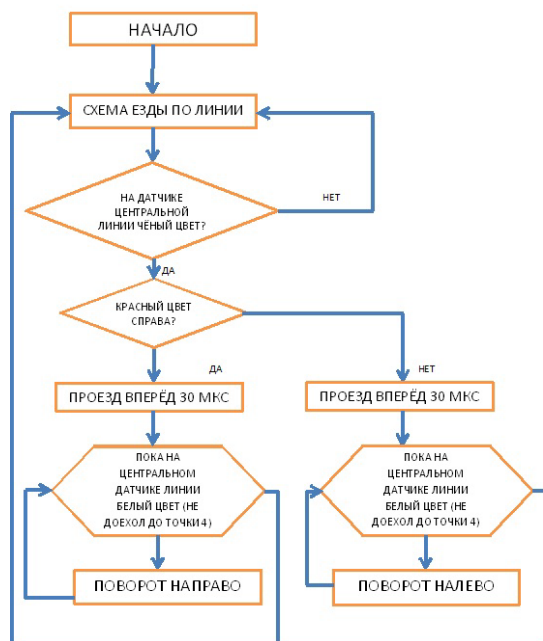 НАЧАЛО
СХЕМА ЕЗДЫ ПО ЛИНИИ
НА ДАТЧИКЕ
ЦЕНТРАЛЬНОЙ
ЛИНИИ ЧЁНЫЙ ЦВЕТ?
НЕТ
ДА
КРАСНЫЙ ЦВЕТ
СПРАВА?
ДА
НЕТ
ПРОЕЗД ВПЕРЁД 30 МКС
ПРОЕЗД ВПЕРЁД 30 МКС
ПОКА НА
ЦЕНТРАЛЬНОМ
ДАТЧИКЕ ЛИНИИ
БЕЛЫЙ ЦВЕТ (НЕ
ДОЕХОЛ ДО ТОЧКИ 4)
ПОКА НА
ЦЕНТРАЛЬНОМ
ДАТЧИКЕ ЛИНИИ
БЕЛЫЙ ЦВЕТ (НЕ
ДОЕХОЛ ДО ТОЧКИ 4)
ПОВОРОТ НАПРАВО
ПОВОРОТ НАЛЕВО